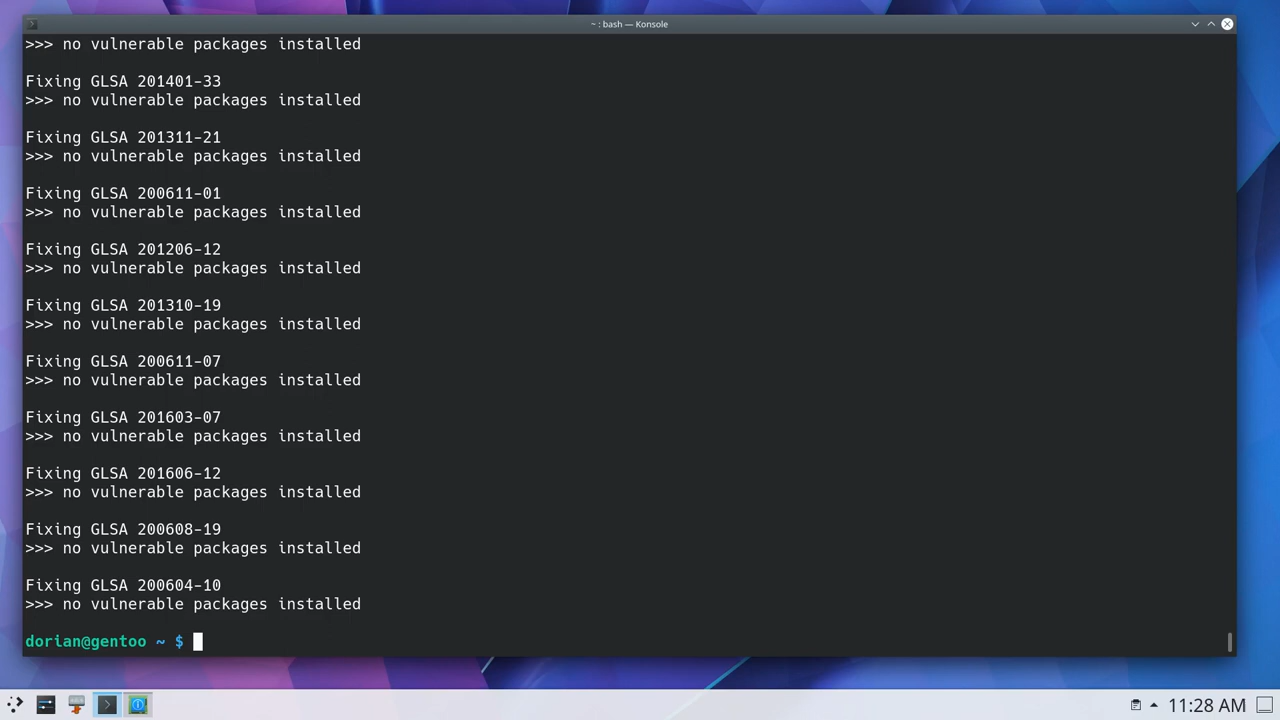 ~ : bash — Konsole
>>> no vulnerable packages installed
Fixing GLSA 201401-33
>>> no vulnerable packages installed
Fixing GLSA 201311-21
>>> no vulnerable packages installed
Fixing GLSA 200611-01
>>> no vulnerable packages installed
Fixing GLSA 201206-12
>>> no vulnerable packages installed
Fixing GLSA 201310-19
>>> no vulnerable packages installed
Fixing GLSA 200611-07
>>> no vulnerable packages installed
Fixing GLSA 201603-07
>>> no vulnerable packages installed
Fixing GLSA 201606-12
>>> no vulnerable packages installed
Fixing GLSA 200608-19
>>> no vulnerable packages installed
Fixing GLSA 200604-10
>>> no vulnerable packages installed
dorian@gentoo ~ $
11:28 AM